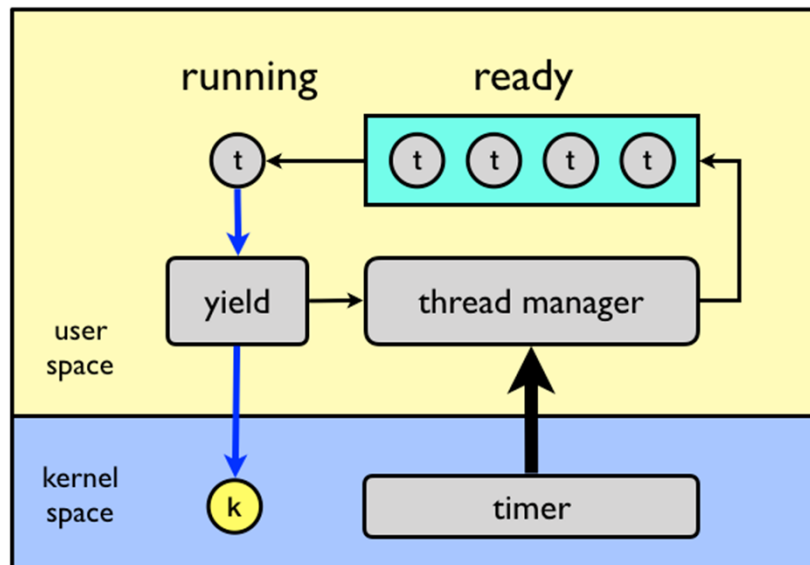 running
ready
t
t
t
t
t
yield
thread manager
user
space
kernel
space
k
timer